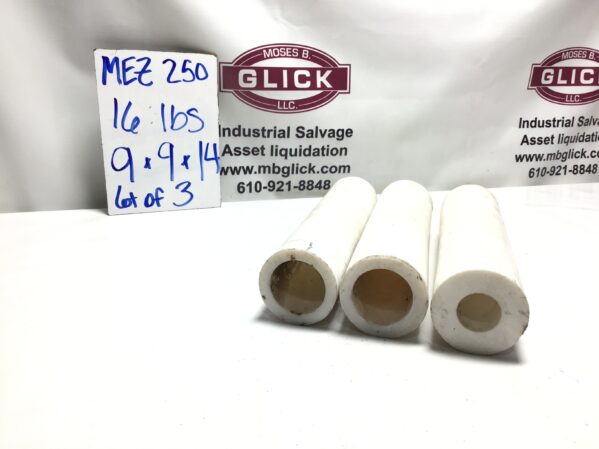 MEZ 250
16 lbs
9 x 9 x 14
Lot of 3
MOSES B.
GLICK
LLC.
Industrial Salvage
Asset liquidation
www.mbglick.com
610-921-8848
MOSES B.
GLICK
LLC.
Industrial Salva
Asset liquidatio
www.mbglick.c
610-921-8848